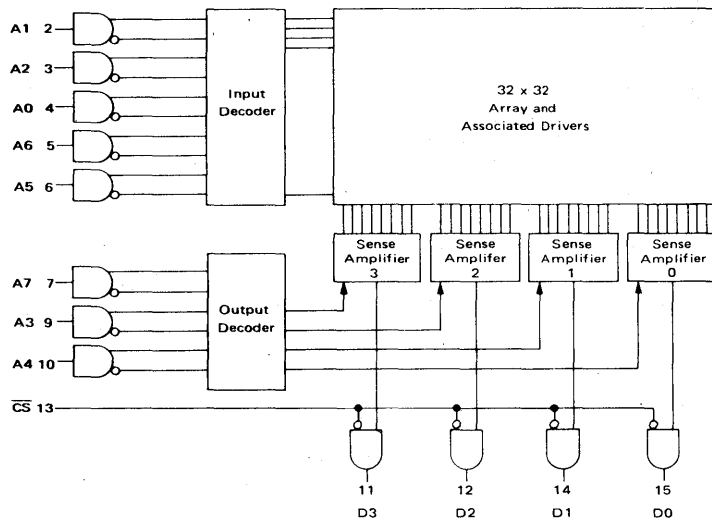 A1 2
A2 3
A0 4
A6 5
A5 6
Input
Decoder
32 x 32
Array and
Associated Drivers
Sense
Amplifier
3
Sense
Amplifer
2
Sense
Amplifier
1
Sense
Amplifier
0
A7 7
A3 9
A4 10
Output
Decoder
C̅S̅ 13
11
12
14
15
D3
D2
D1
D0